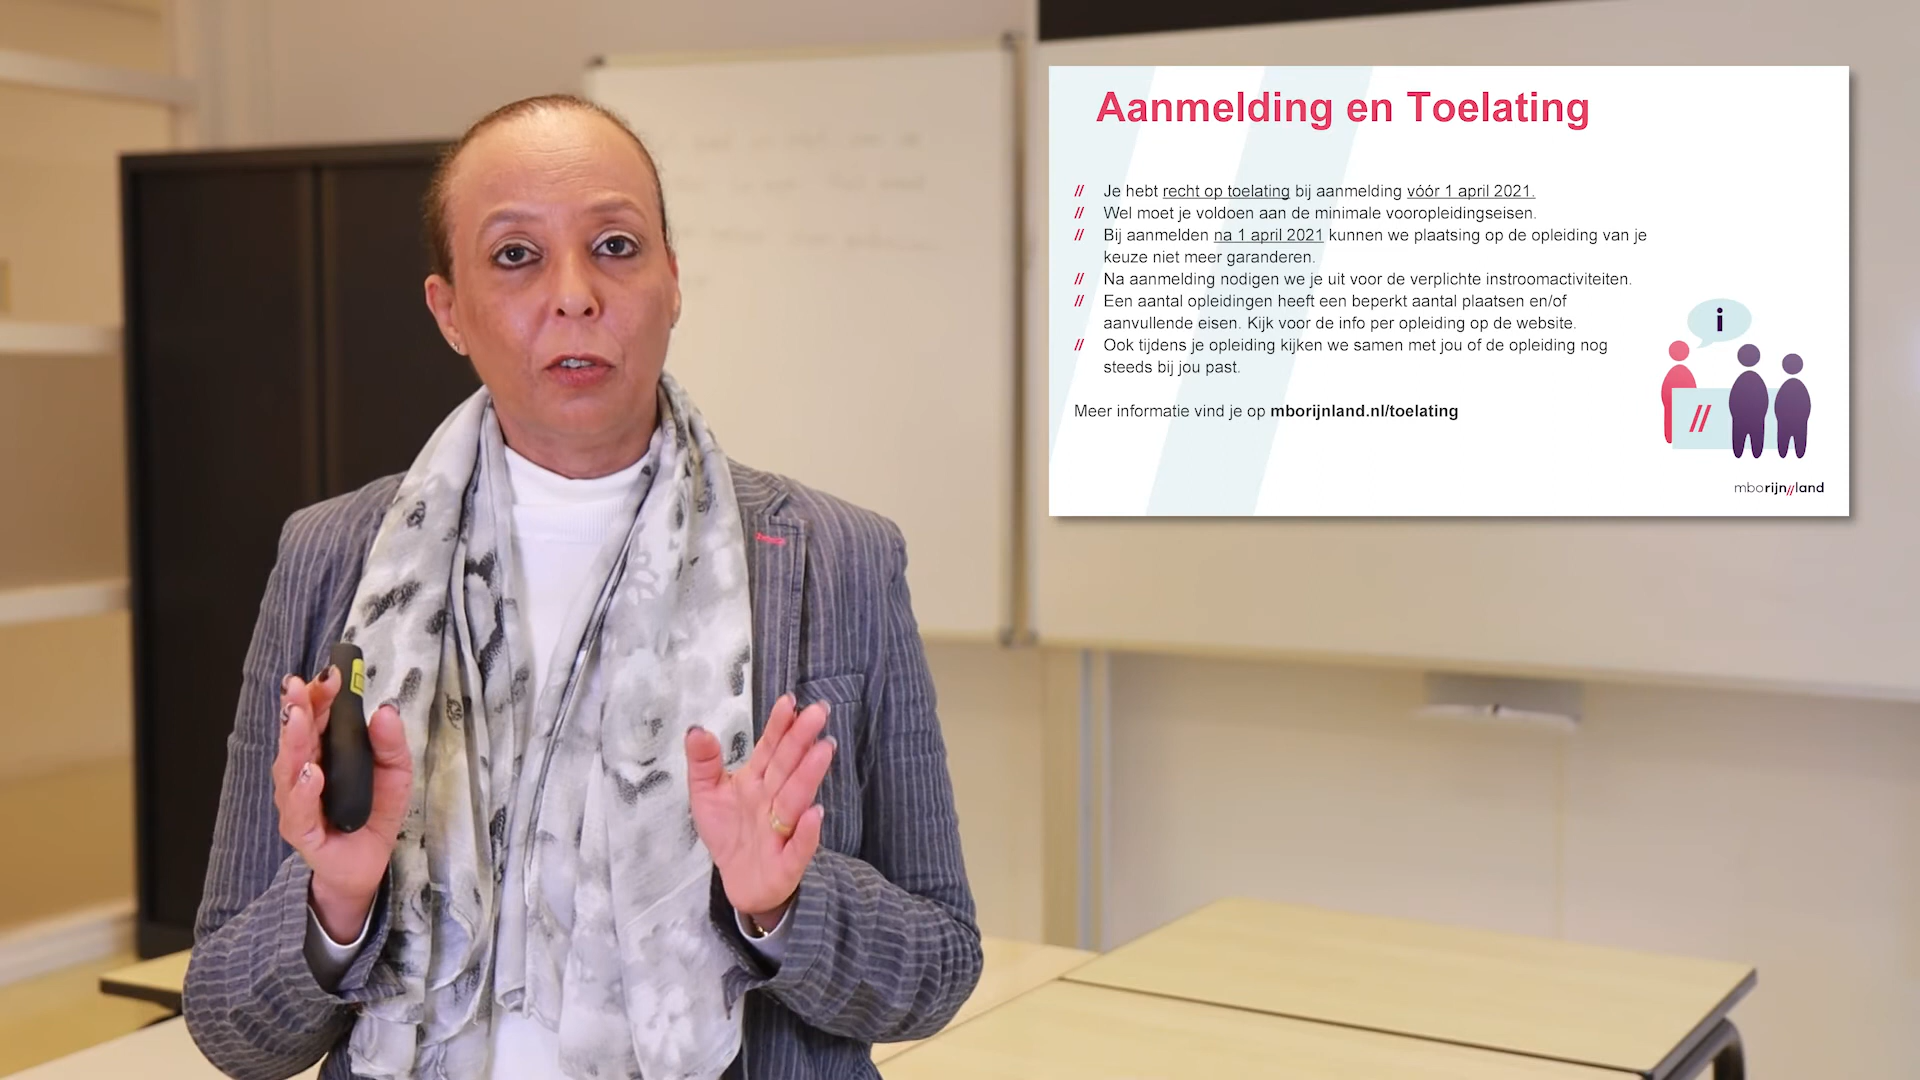 Aanmelding en Toelating
// Je hebt recht op toelating bij aanmelding vóór 1 april 2021.
// Wel moet je voldoen aan de minimale vooropleidingseisen.
// Bij aanmelden na 1 april 2021 kunnen we plaatsing op de opleiding van je
keuze niet meer garanderen.
// Na aanmelding nodigen we je uit voor de verplichte instroomactiviteiten.
// Een aantal opleidingen heeft een beperkt aantal plaatsen en/of
aanvullende eisen. Kijk voor de info per opleiding op de website.
// Ook tijdens je opleiding kijken we samen met jou of de opleiding nog
steeds bij jou past.
Meer informatie vind je op mborijnland.nl/toelating
i
//
mborijn//land